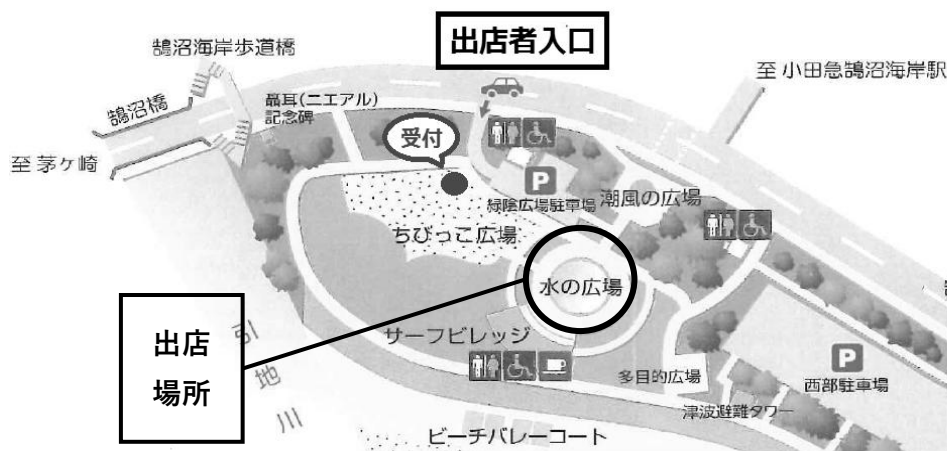 出店者入口
鵠沼海岸歩道橋
至 小田急鵠沼海岸駅
聶耳(ニエアル)
記念碑
鵠沼橋
受付
至 茅ヶ崎
P
緑陰広場駐車場
潮風の広場
ちびっこ広場
水の広場
出店
場所
サーフビレッジ
引地川
P
西部駐車場
多目的広場
津波避難タワー
ビーチバレーコート